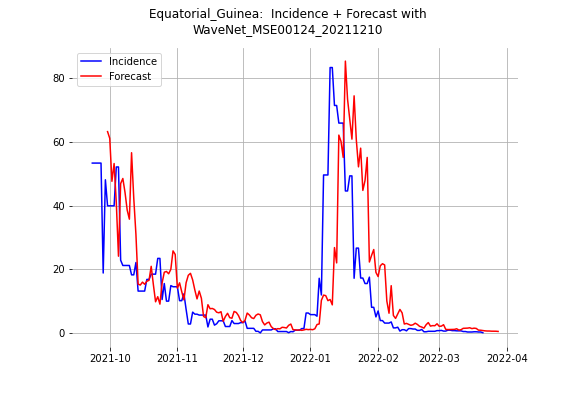 Equatorial_Guinea:  Incidence + Forecast with
WaveNet_MSE00124_20211210
Incidence
Forecast
80
60
40
20
0
2021-10 2021-11 2021-12 2022-01 2022-02 2022-03 2022-04